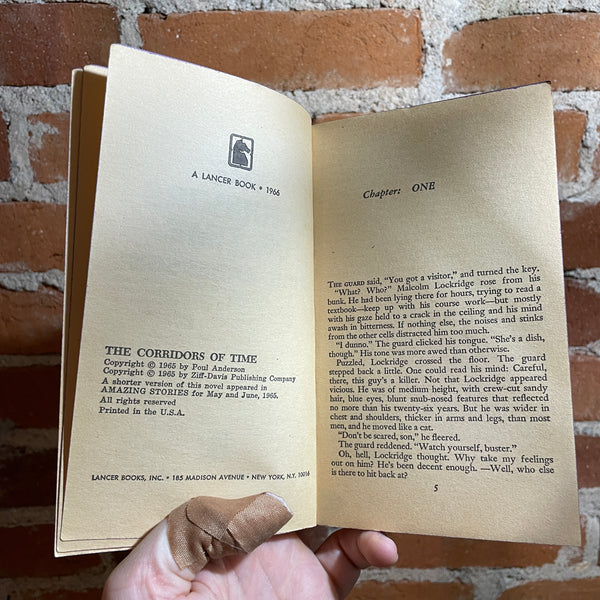 A LANCER BOOK • 1966
THE CORRIDORS OF TIME
Copyright © 1965 by Poul Anderson
Copyright © 1965 by Ziff-Davis Publishing Company
A shorter version of this novel appeared in
AMAZING STORIES for May and June, 1965.
All rights reserved
Printed in the U.S.A.
LANCER BOOKS, INC. • 185 MADISON AVENUE • NEW YORK, N.Y. 10016
Chapter: ONE
THE GUARD said, "You got a visitor," and turned the key.
"What? Who?" Malcolm Lockridge rose from his
bunk. He had been lying there for hours, trying to read a
textbook—keep up with his course work—but mostly
with his gaze held to a crack in the ceiling and his mind
awash in bitterness. If nothing else, the noises and stinks
from the other cells distracted him too much.
"I dunno." The guard clicked his tongue. "She's a dish,
though." His tone was more awed than otherwise.
Puzzled, Lockridge crossed the floor. The guard
stepped back a little. One could read his mind: Careful,
there, this guy's a killer. Not that Lockridge appeared
vicious. He was of medium height, with crew-cut sandy
hair, blue eyes, blunt snub-nosed features that reflected
no more than his twenty-six years. But he was wider in
chest and shoulders, thicker in arms and legs, than most
men, and he moved like a cat.
"Don't be scared, son," he fleered.
The guard reddened. "Watch yourself, buster."
Oh, hell, Lockridge thought. Why take my feelings
out on him? He's been decent enough. —Well, who else
is there to hit back at?
5